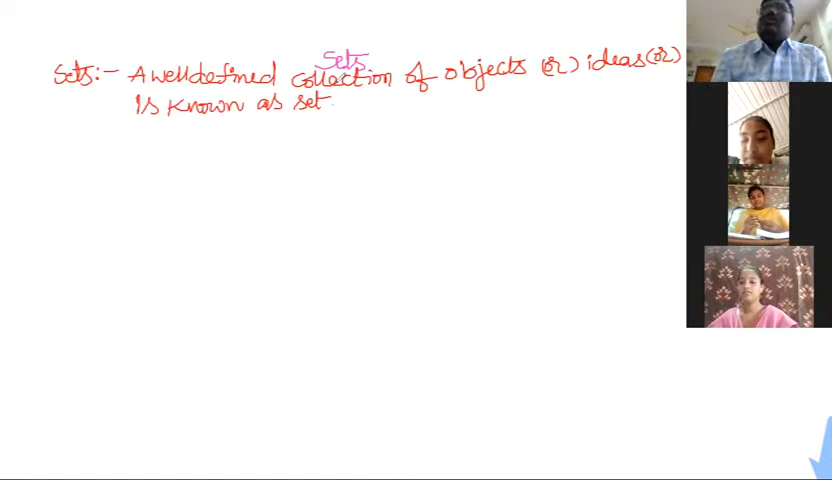 Sets
Sets:- A welldefined collection of objects (or) ideas (or)
is known as set